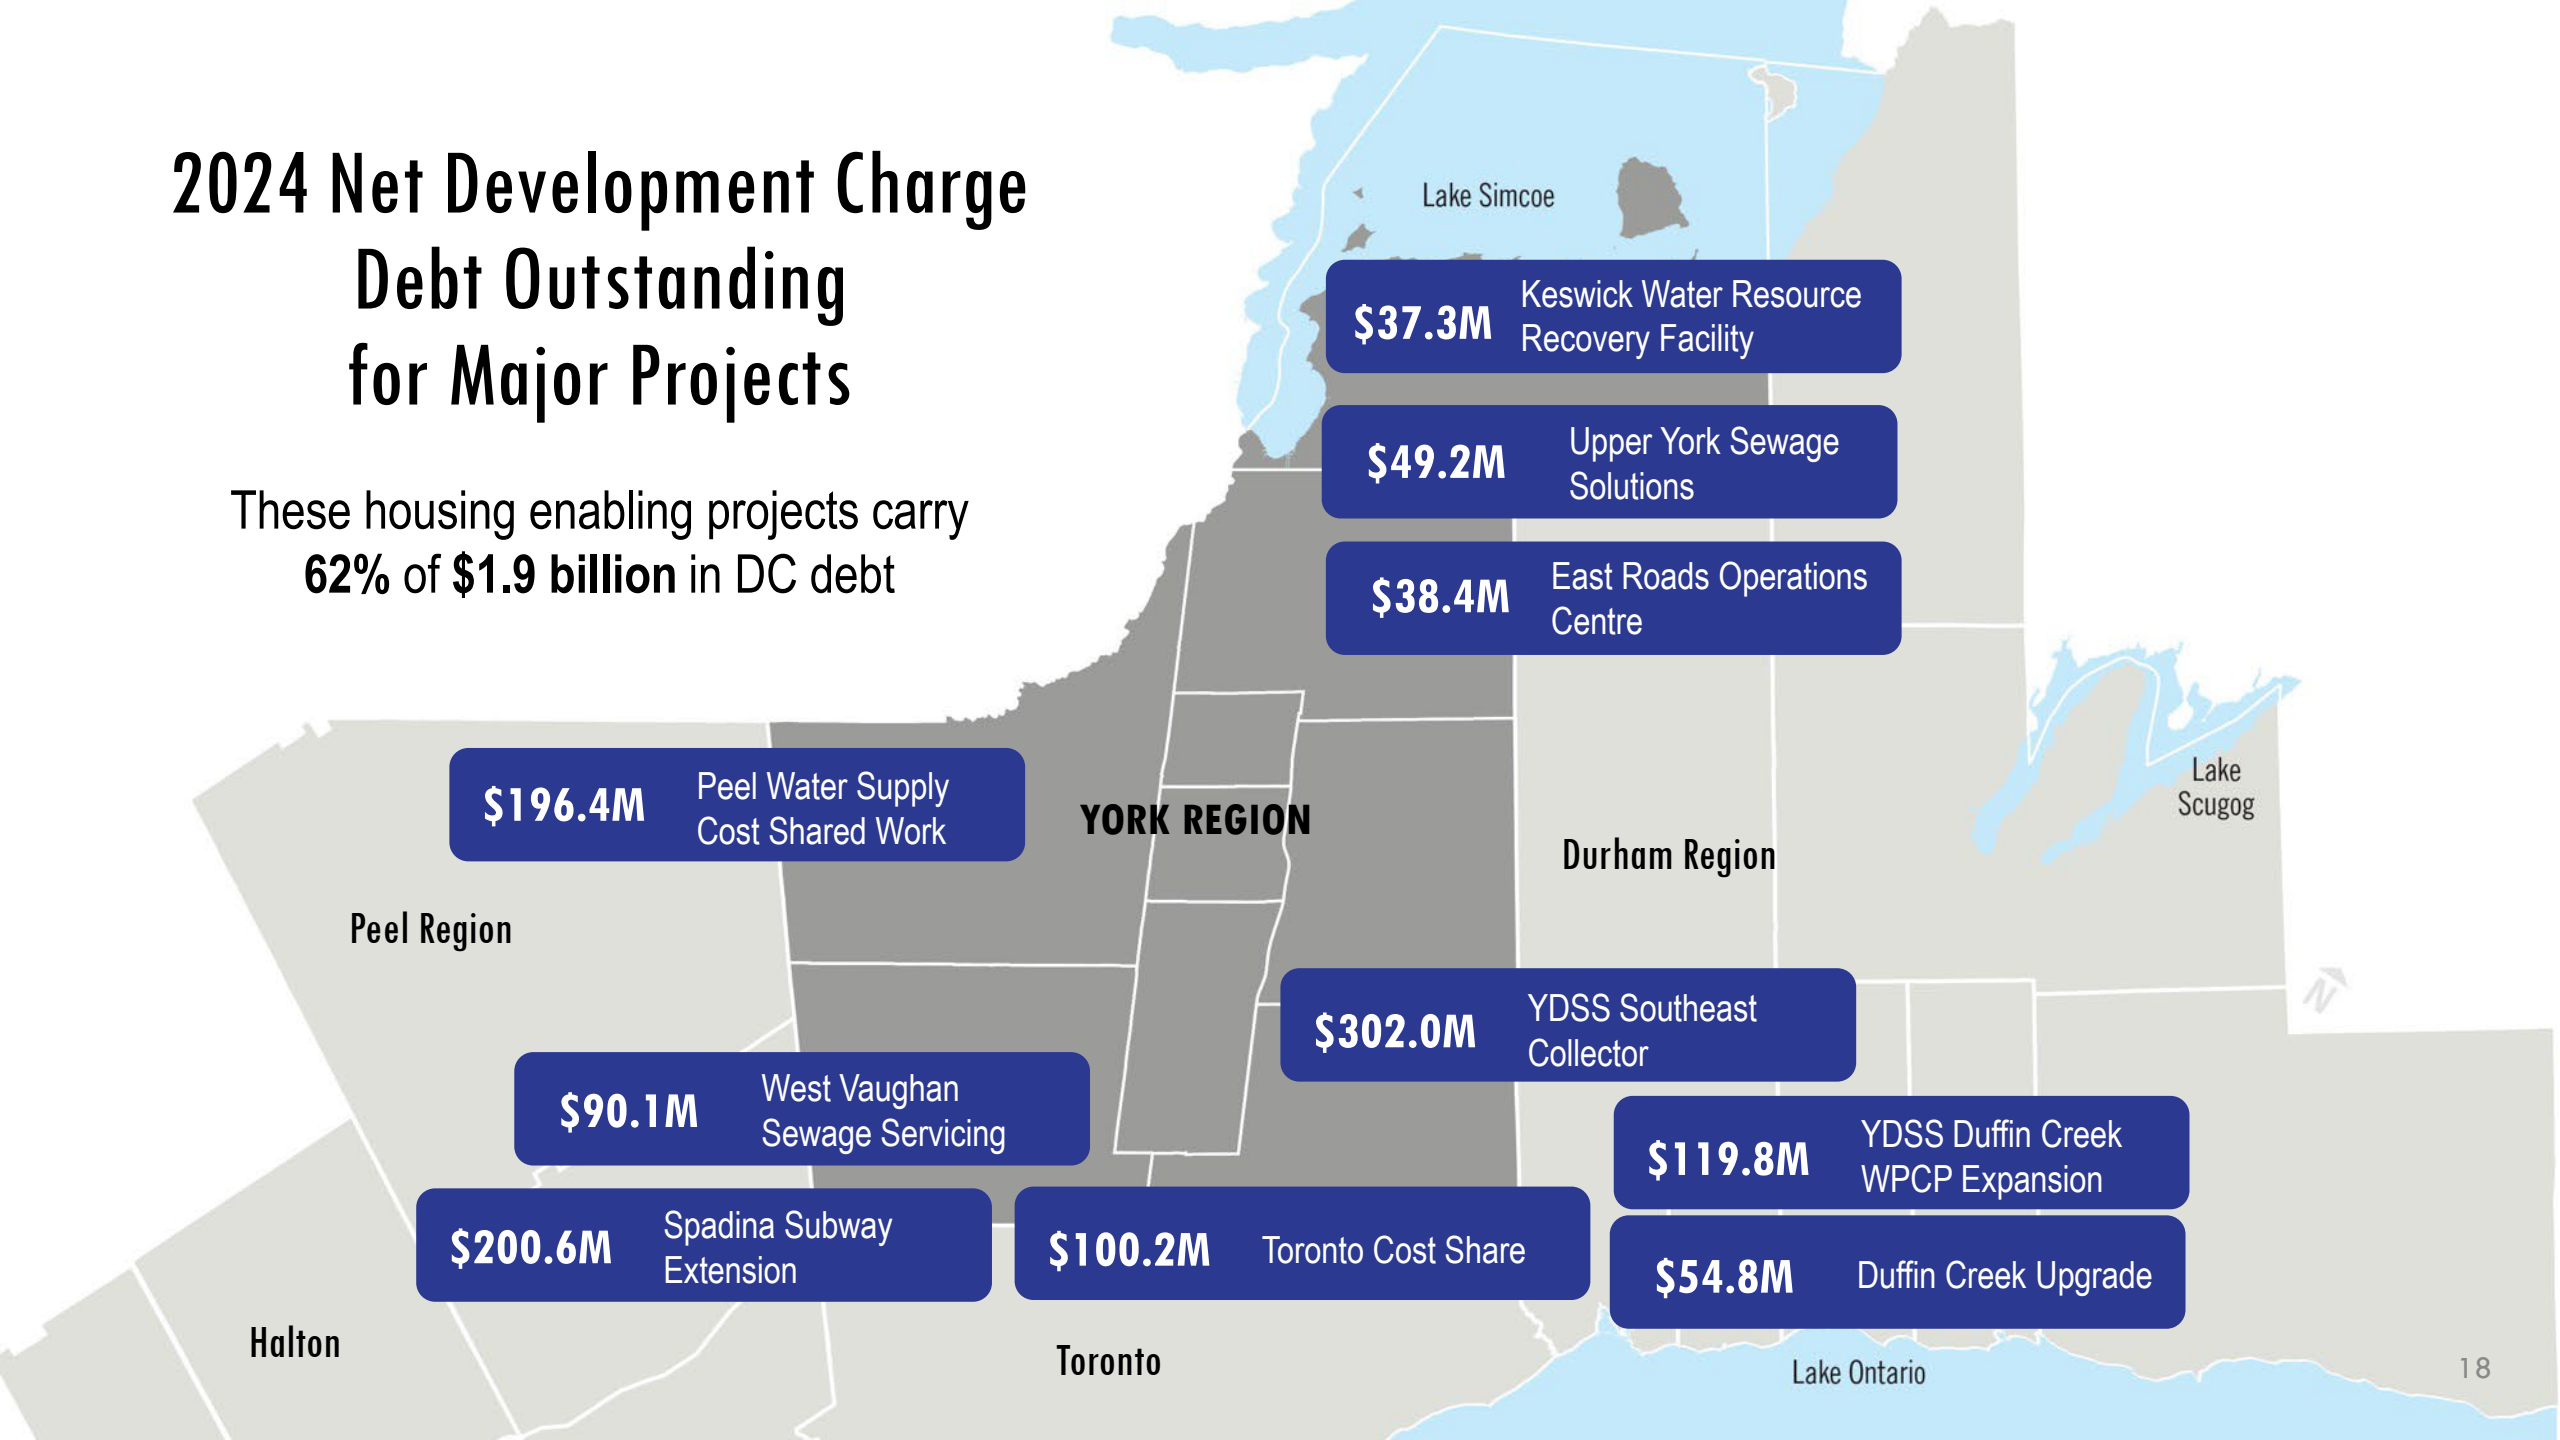 2024 Net Development Charge
Debt Outstanding
for Major Projects
These housing enabling projects carry
62% of $1.9 billion in DC debt
Lake Simcoe
$37.3M
Keswick Water Resource
Recovery Facility
$49.2M
Upper York Sewage
Solutions
$38.4M
East Roads Operations
Centre
$196.4M
Peel Water Supply
Cost Shared Work
YORK REGION
Durham Region
Lake
Scugog
Peel Region
N
$302.0M
YDSS Southeast
Collector
$90.1M
West Vaughan
Sewage Servicing
$119.8M
YDSS Duffin Creek
WPCP Expansion
$200.6M
Spadina Subway
Extension
$100.2M
Toronto Cost Share
$54.8M
Duffin Creek Upgrade
Halton
Toronto
Lake Ontario
18